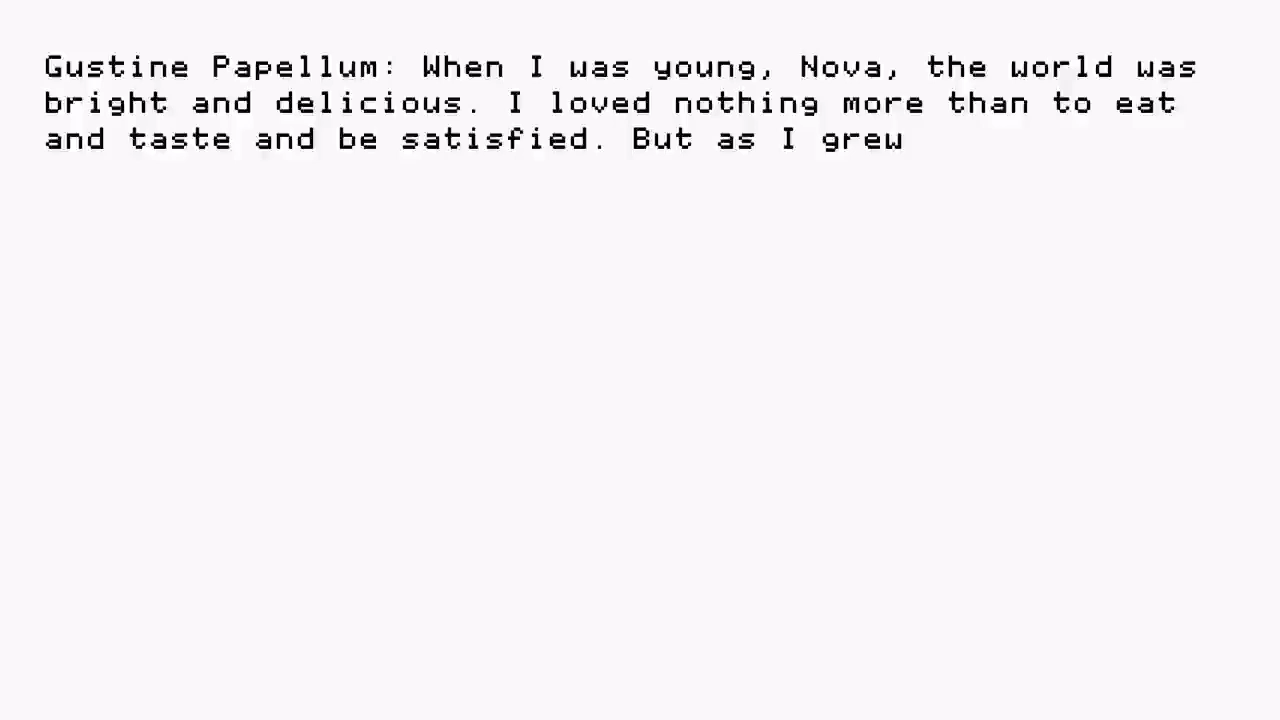 Gustine Papellum: When I was young, Nova, the world was
bright and delicious. I loved nothing more than to eat
and taste and be satisfied. But as I grew